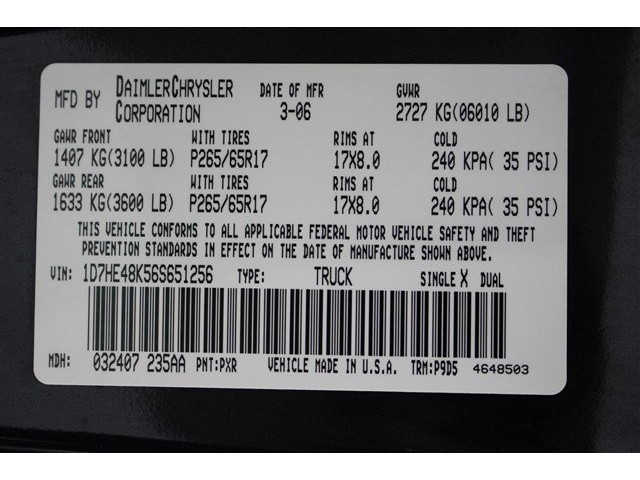 MFD BY DAIMLERCHRYSLER CORPORATION DATE OF MFR 3-06 GVWR 2727 KG(06010 LB)
GAWR FRONT WITH TIRES RIMS AT COLD
1407 KG(3100 LB) P265/65R17 17X8.0 240 KPA( 35 PSI)
GAWR REAR WITH TIRES RIMS AT COLD
1633 KG(3600 LB) P265/65R17 17X8.0 240 KPA( 35 PSI)
THIS VEHICLE CONFORMS TO ALL APPLICABLE FEDERAL MOTOR VEHICLE SAFETY AND THEFT
PREVENTION STANDARDS IN EFFECT ON THE DATE OF MANUFACTURE SHOWN ABOVE.
VIN: 1D7HE48K56S651256 TYPE: TRUCK SINGLE X DUAL
MDH: 032407 235AA PNT:PXR VEHICLE MADE IN U.S.A. TRM:P9D5 4648503